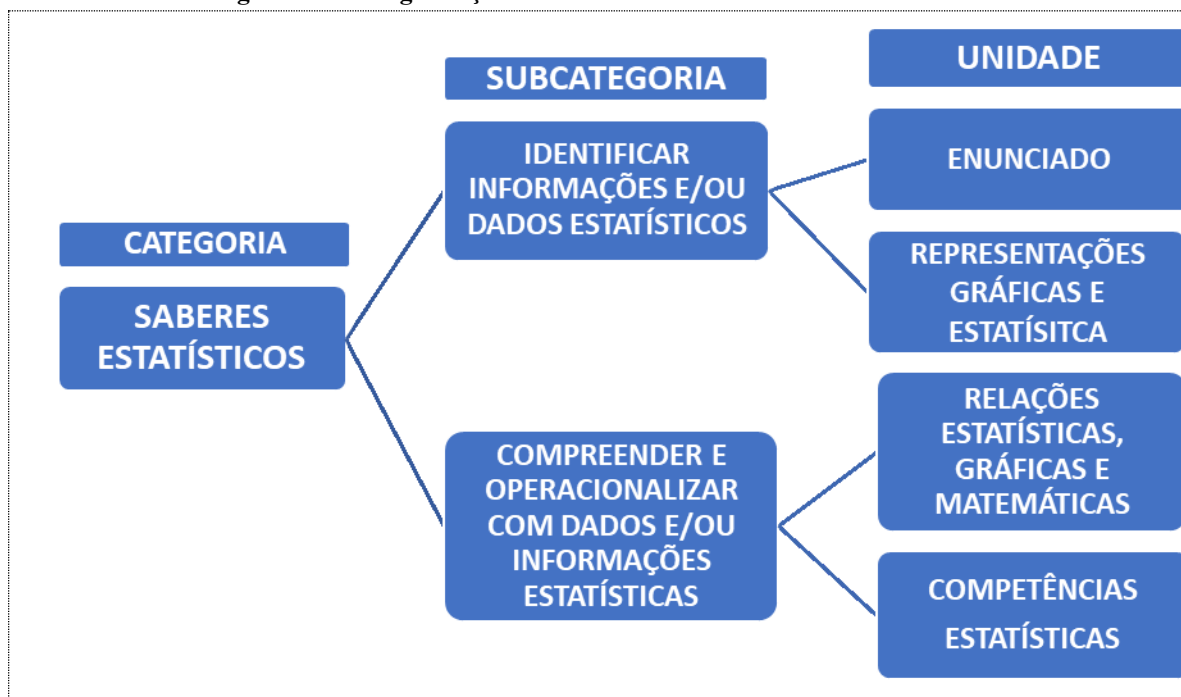 CATEGORIA
SABERES
ESTATÍSTICOS
SUBCATEGORIA
IDENTIFICAR
INFORMAÇÕES E/OU
DADOS ESTATÍSTICOS
COMPREENDER E
OPERACIONALIZAR
COM DADOS E/OU
INFORMAÇÕES
ESTATÍSTICAS
UNIDADE
ENUNCIADO
REPRESENTAÇÕES
GRÁFICAS E
ESTATÍSITCA
RELAÇÕES
ESTATÍSTICAS,
GRÁFICAS E
MATEMÁTICAS
COMPETÊNCIAS
ESTATÍSTICAS